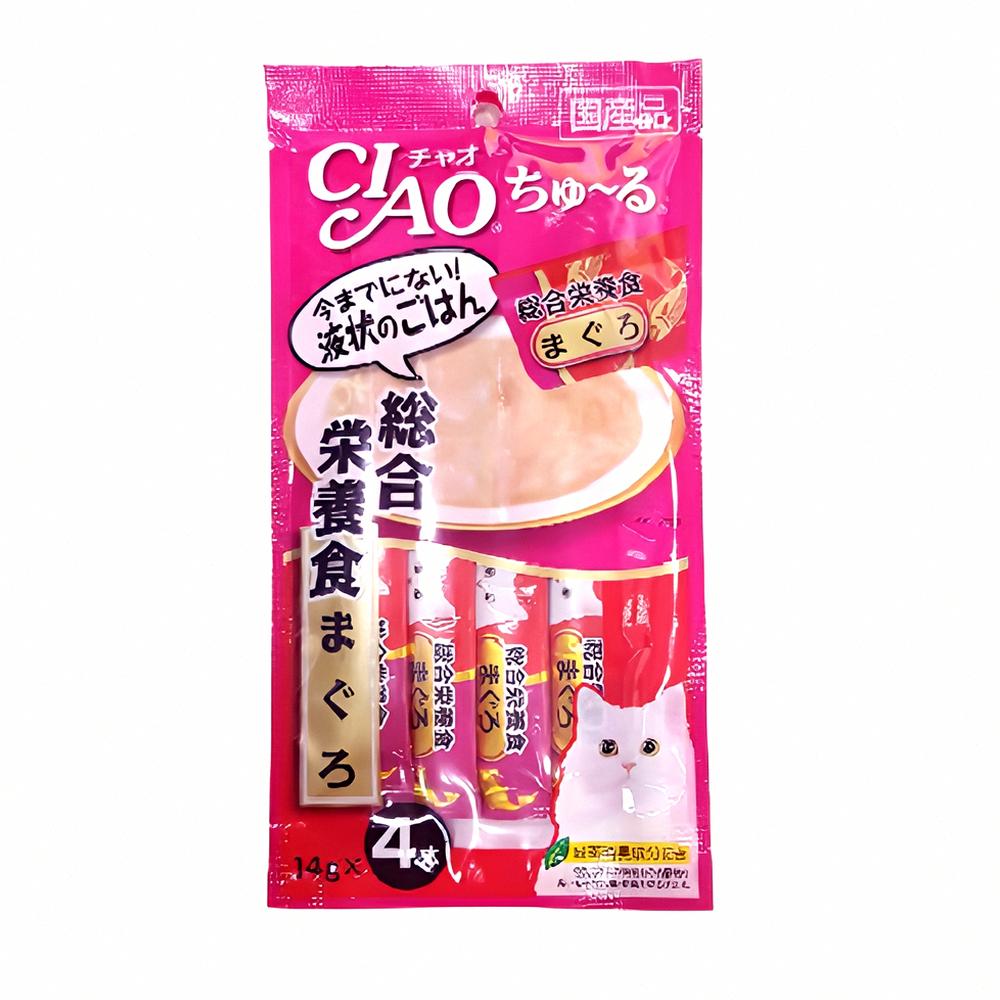 国産品
チャオ
CIAO ちゅ〜る
今までにない!
液状のごはん
総合栄養食
まぐろ
総合
栄養食
まぐろ
総合栄養食
まぐろ
総合栄養食
まぐろ
まぐろ
14g×4本